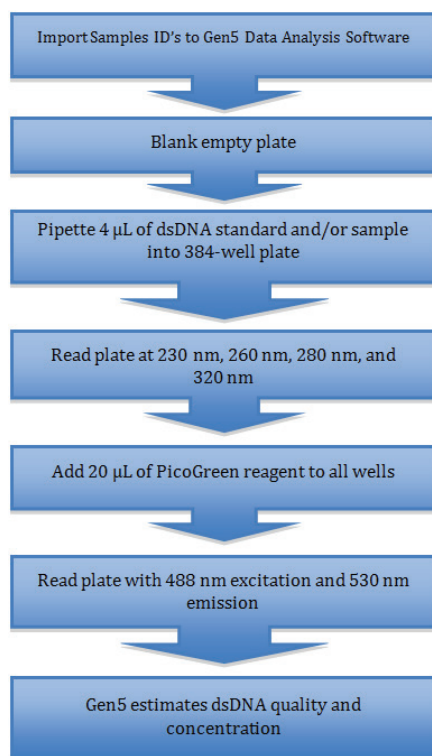 Import Samples ID's to Gen5 Data Analysis Software
Blank empty plate
Pipette 4 µL of dsDNA standard and/or sample
into 384-well plate
Read plate at 230 nm, 260 nm, 280 nm, and
320 nm
Add 20 µL of PicoGreen reagent to all wells
Read plate with 488 nm excitation and 530 nm
emission
Gen5 estimates dsDNA quality and
concentration